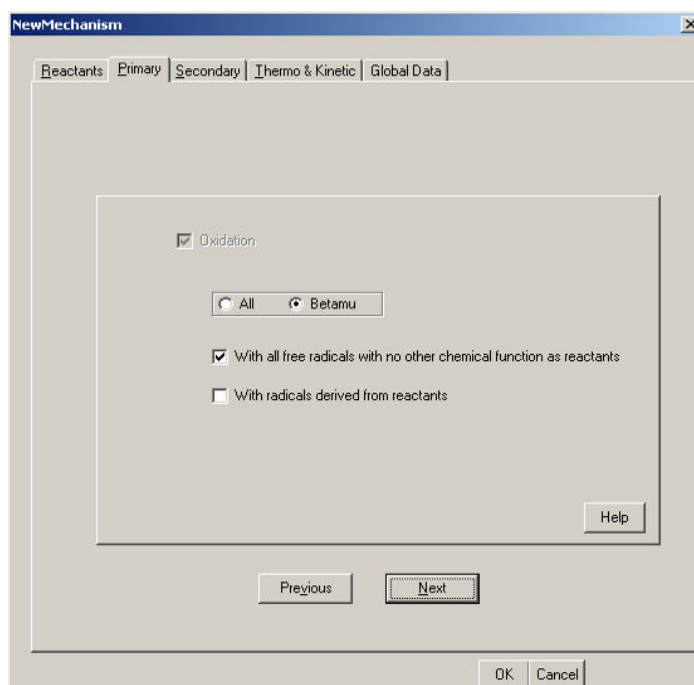 NewMechanism
Reactants Primary Secondary Thermo & Kinetic Global Data
Oxidation
All Betamu
With all free radicals with no other chemical function as reactants
With radicals derived from reactants
Help
Previous Next
OK Cancel